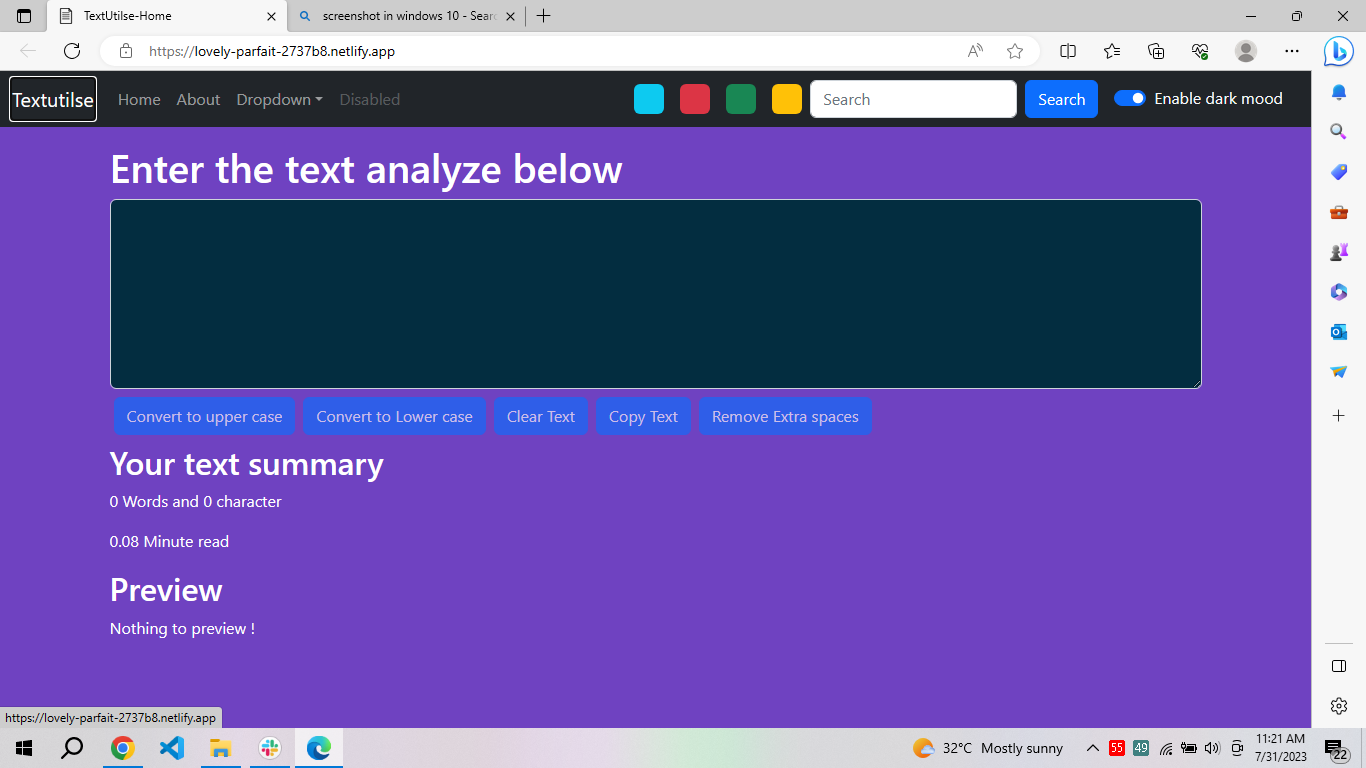 TextUtilse-Home
screenshot in windows 10 - Sear
https://lovely-parfait-2737b8.netlify.app
Textutilse Home About Dropdown Disabled Search Search Enable dark mood
Enter the text analyze below
Convert to upper case Convert to Lower case Clear Text Copy Text Remove Extra spaces
Your text summary
0 Words and 0 character
0.08 Minute read
Preview
Nothing to preview !
https://lovely-parfait-2737b8.netlify.app
32°C Mostly sunny 55 49 11:21 AM
7/31/2023
22